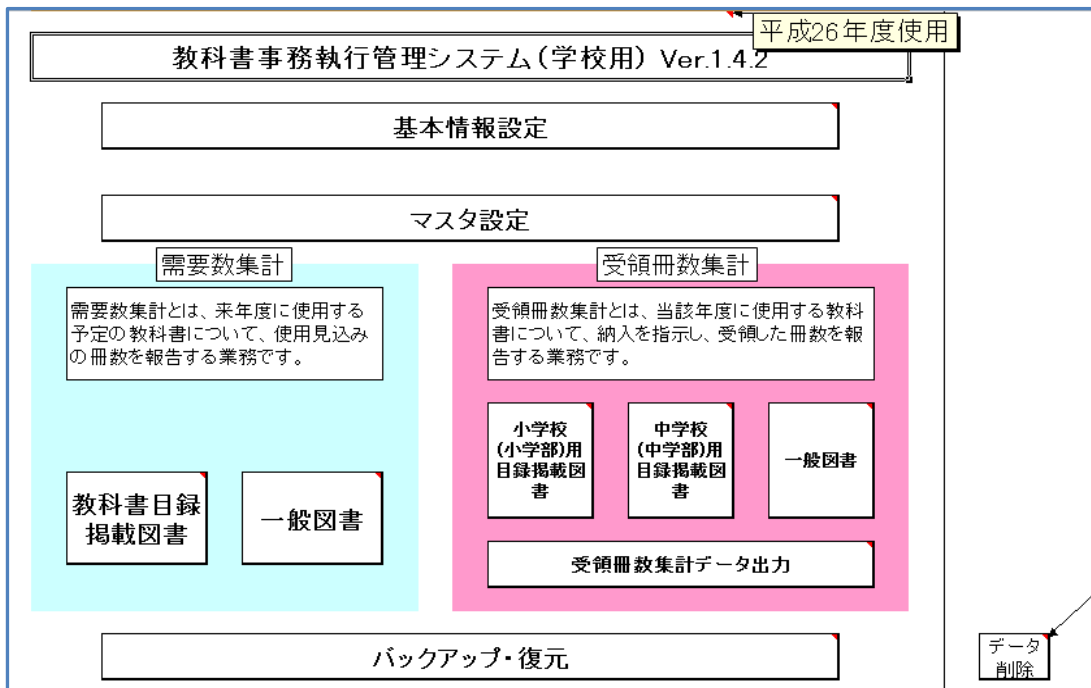 平成26年度使用
教科書事務執行管理システム(学校用) Ver.1.4.2
基本情報設定
マスタ設定
需要数集計
需要数集計とは、来年度に使用する
予定の教科書について、使用見込み
の冊数を報告する業務です。
教科書目録
掲載図書
一般図書
受領冊数集計
受領冊数集計とは、当該年度に使用する教科
書について、納入を指示し、受領した冊数を報
告する業務です。
小学校
(小学部)用
目録掲載図
書
中学校
(中学部)用
目録掲載図
書
一般図書
受領冊数集計データ出力
バックアップ・復元
データ
削除